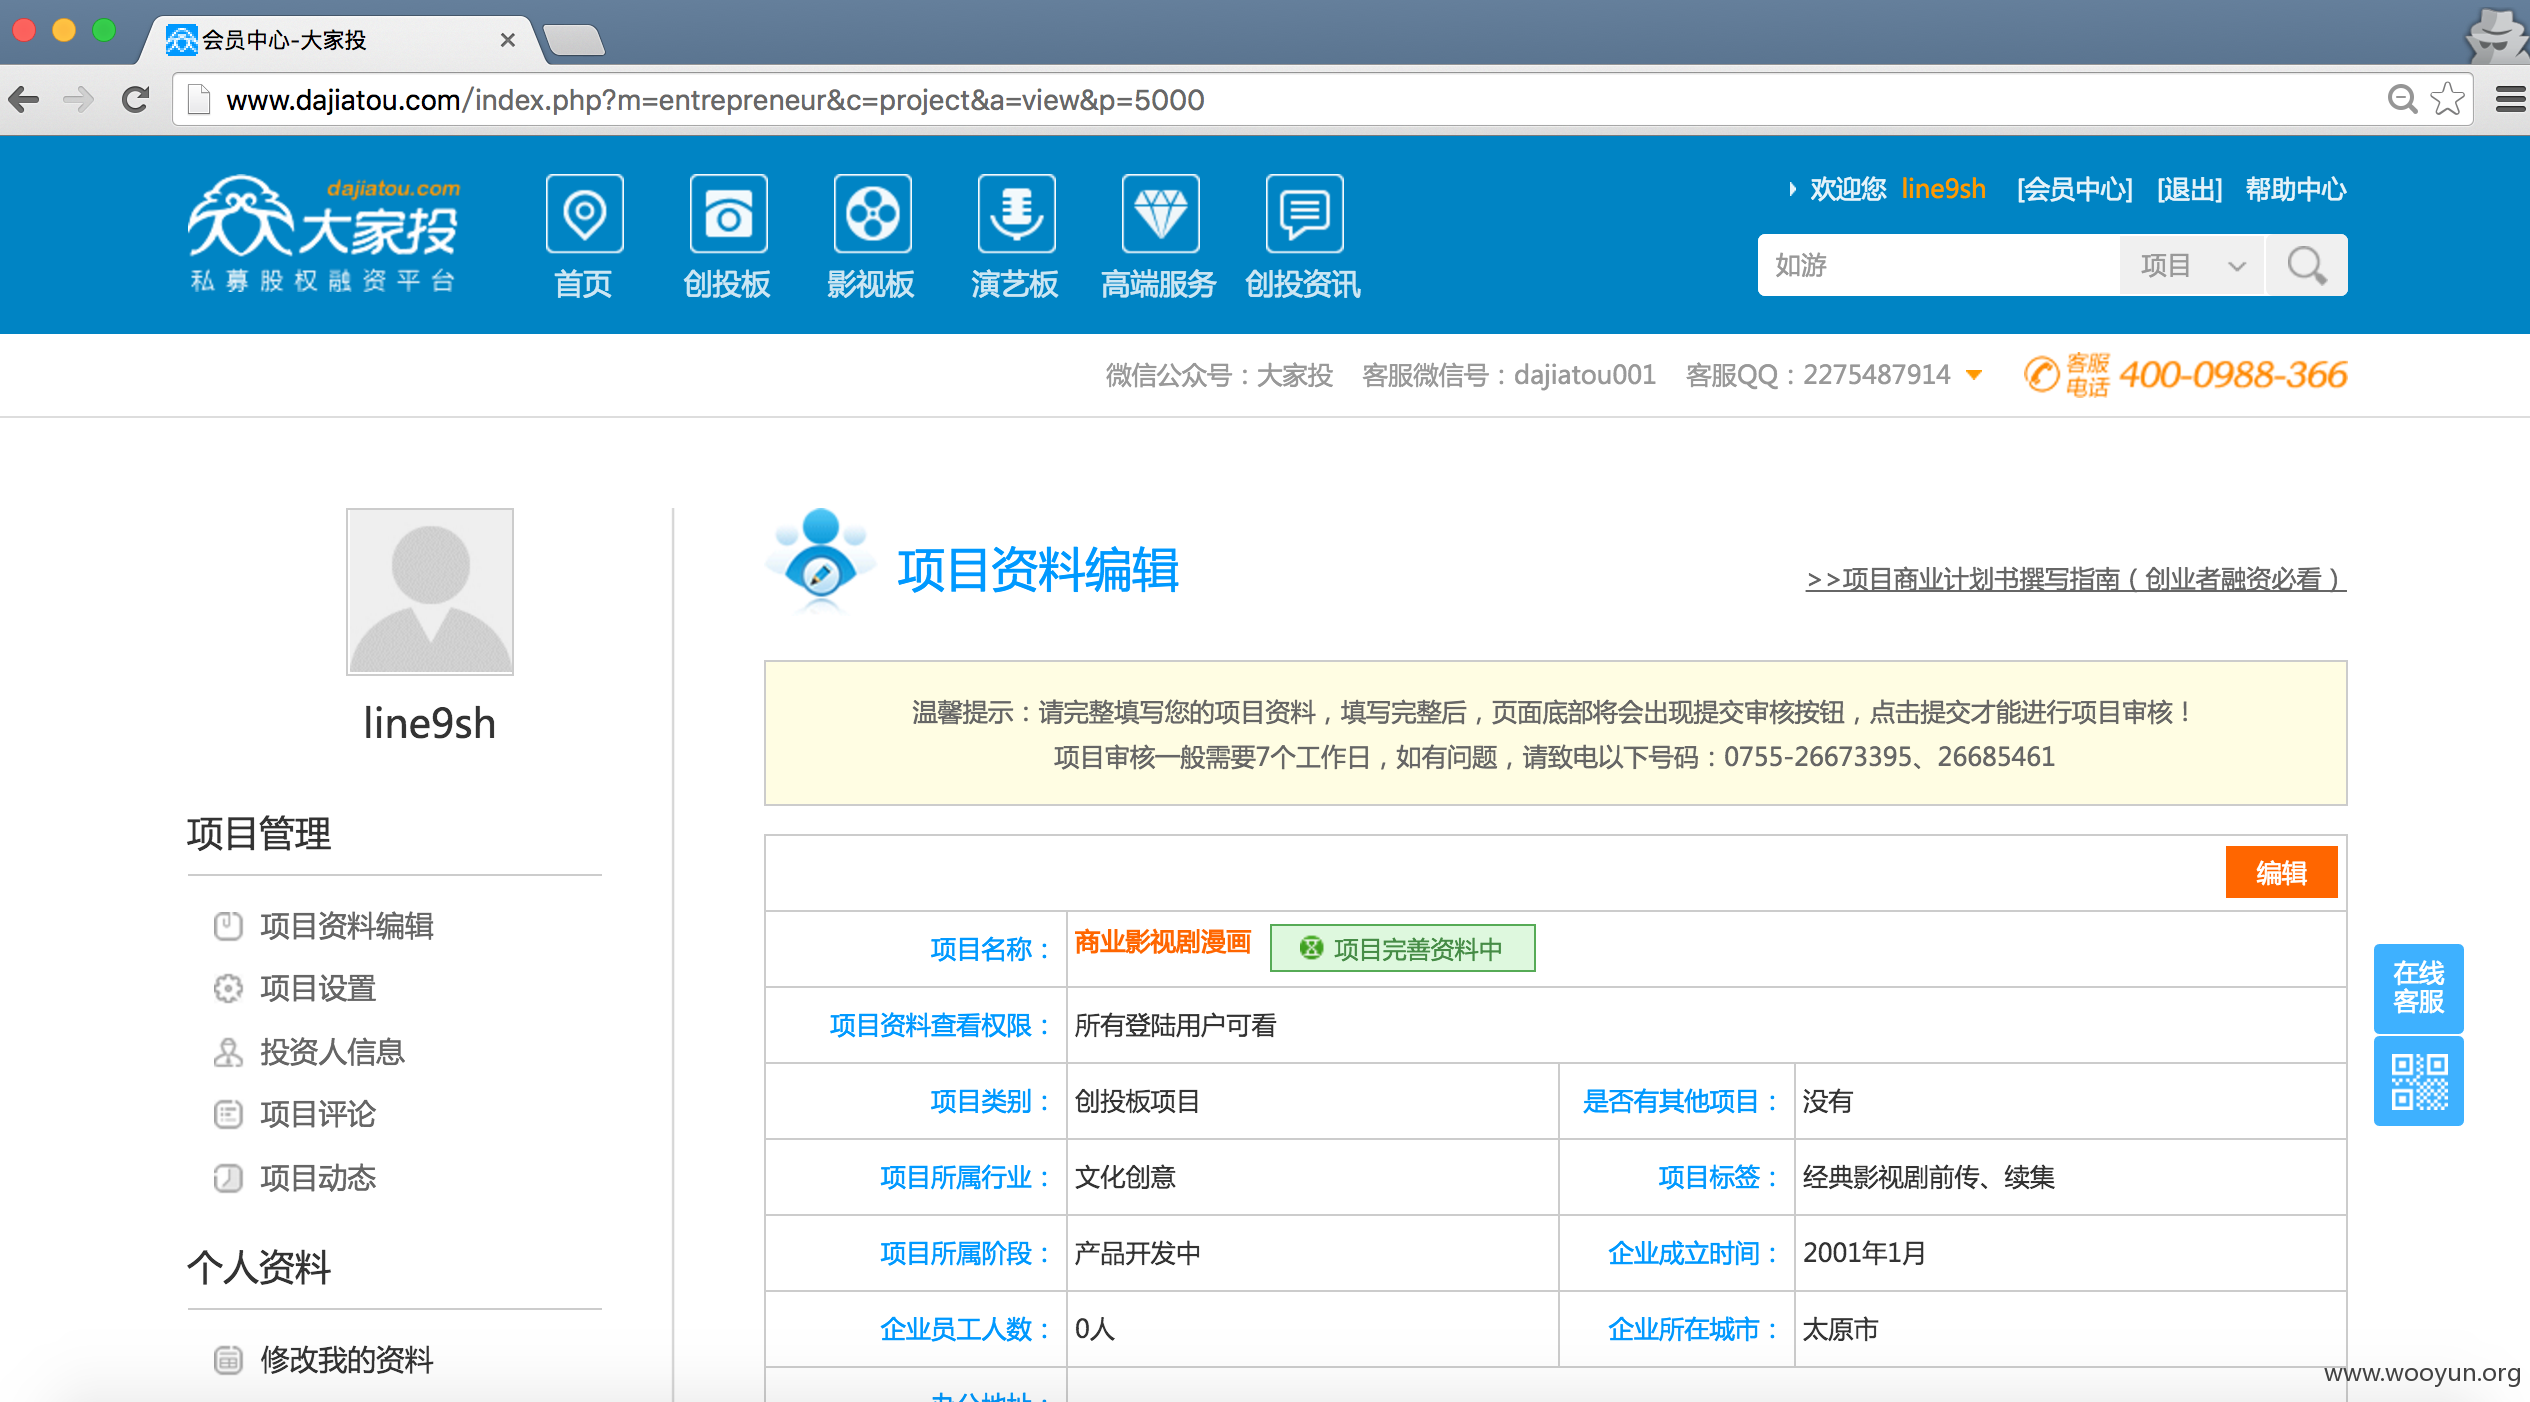 会员中心-大家投
www.dajiatou.com/index.php?m=entrepreneur&c=project&a=view&p=5000
dajiatou.com
大家投
私募股权融资平台
首页
创投板
影视板
演艺板
高端服务
创投资讯
欢迎您 line9sh [会员中心] [退出] 帮助中心
如游 项目
微信公众号：大家投 客服微信号：dajiatou001 客服QQ：2275487914 客服电话 400-0988-366
line9sh
项目管理
项目资料编辑
项目设置
投资人信息
项目评论
项目动态
个人资料
修改我的资料
项目资料编辑
>>项目商业计划书撰写指南（创业者融资必看）
温馨提示：请完整填写您的项目资料，填写完整后，页面底部将会出现提交审核按钮，点击提交才能进行项目审核！
项目审核一般需要7个工作日，如有问题，请致电以下号码：0755-26673395、26685461
编辑
项目名称： 商业影视剧漫画 项目完善资料中
项目资料查看权限： 所有登陆用户可看
项目类别： 创投板项目 是否有其他项目： 没有
项目所属行业： 文化创意 项目标签： 经典影视剧前传、续集
项目所属阶段： 产品开发中 企业成立时间： 2001年1月
企业员工人数： 0人 企业所在城市： 太原市
在线
客服
www.wooyun.org